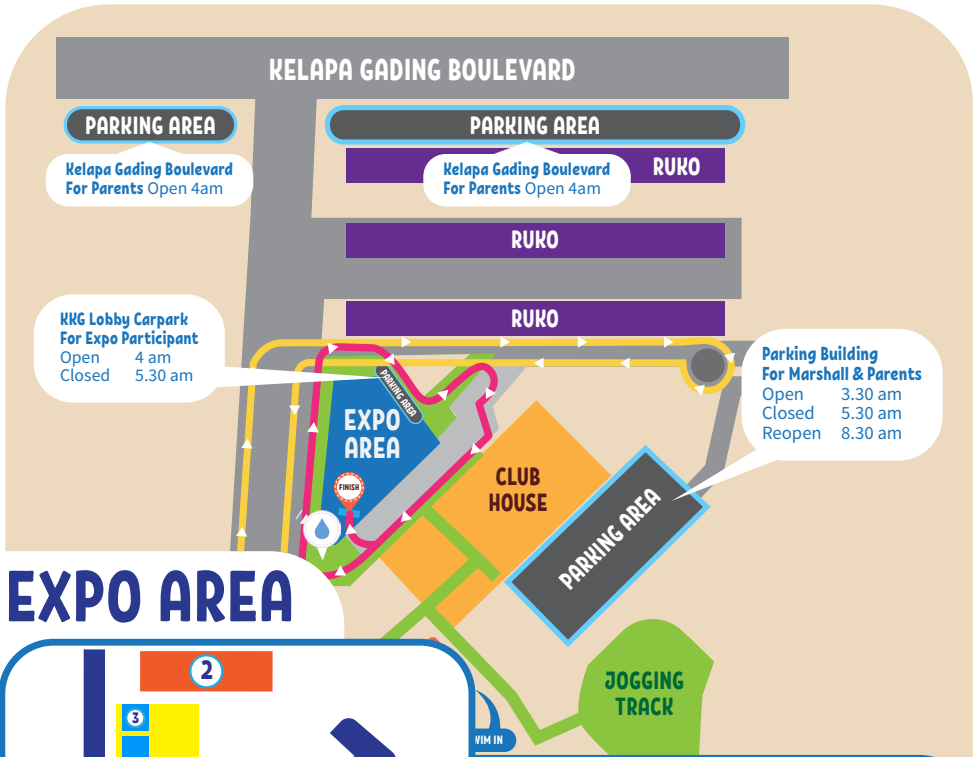 KELAPA GADING BOULEVARD
PARKING AREA
PARKING AREA
Kelapa Gading Boulevard
For Parents Open 4am
Kelapa Gading Boulevard
For Parents Open 4am
RUKO
RUKO
RUKO
KKG Lobby Carpark
For Expo Participant
Open 4 am
Closed 5.30 am
Parking Building
For Marshall & Parents
Open 3.30 am
Closed 5.30 am
Reopen 8.30 am
PARKING AREA
EXPO
AREA
FINISH
CLUB
HOUSE
PARKING AREA
EXPO AREA
2
3
JOGGING
TRACK
IN